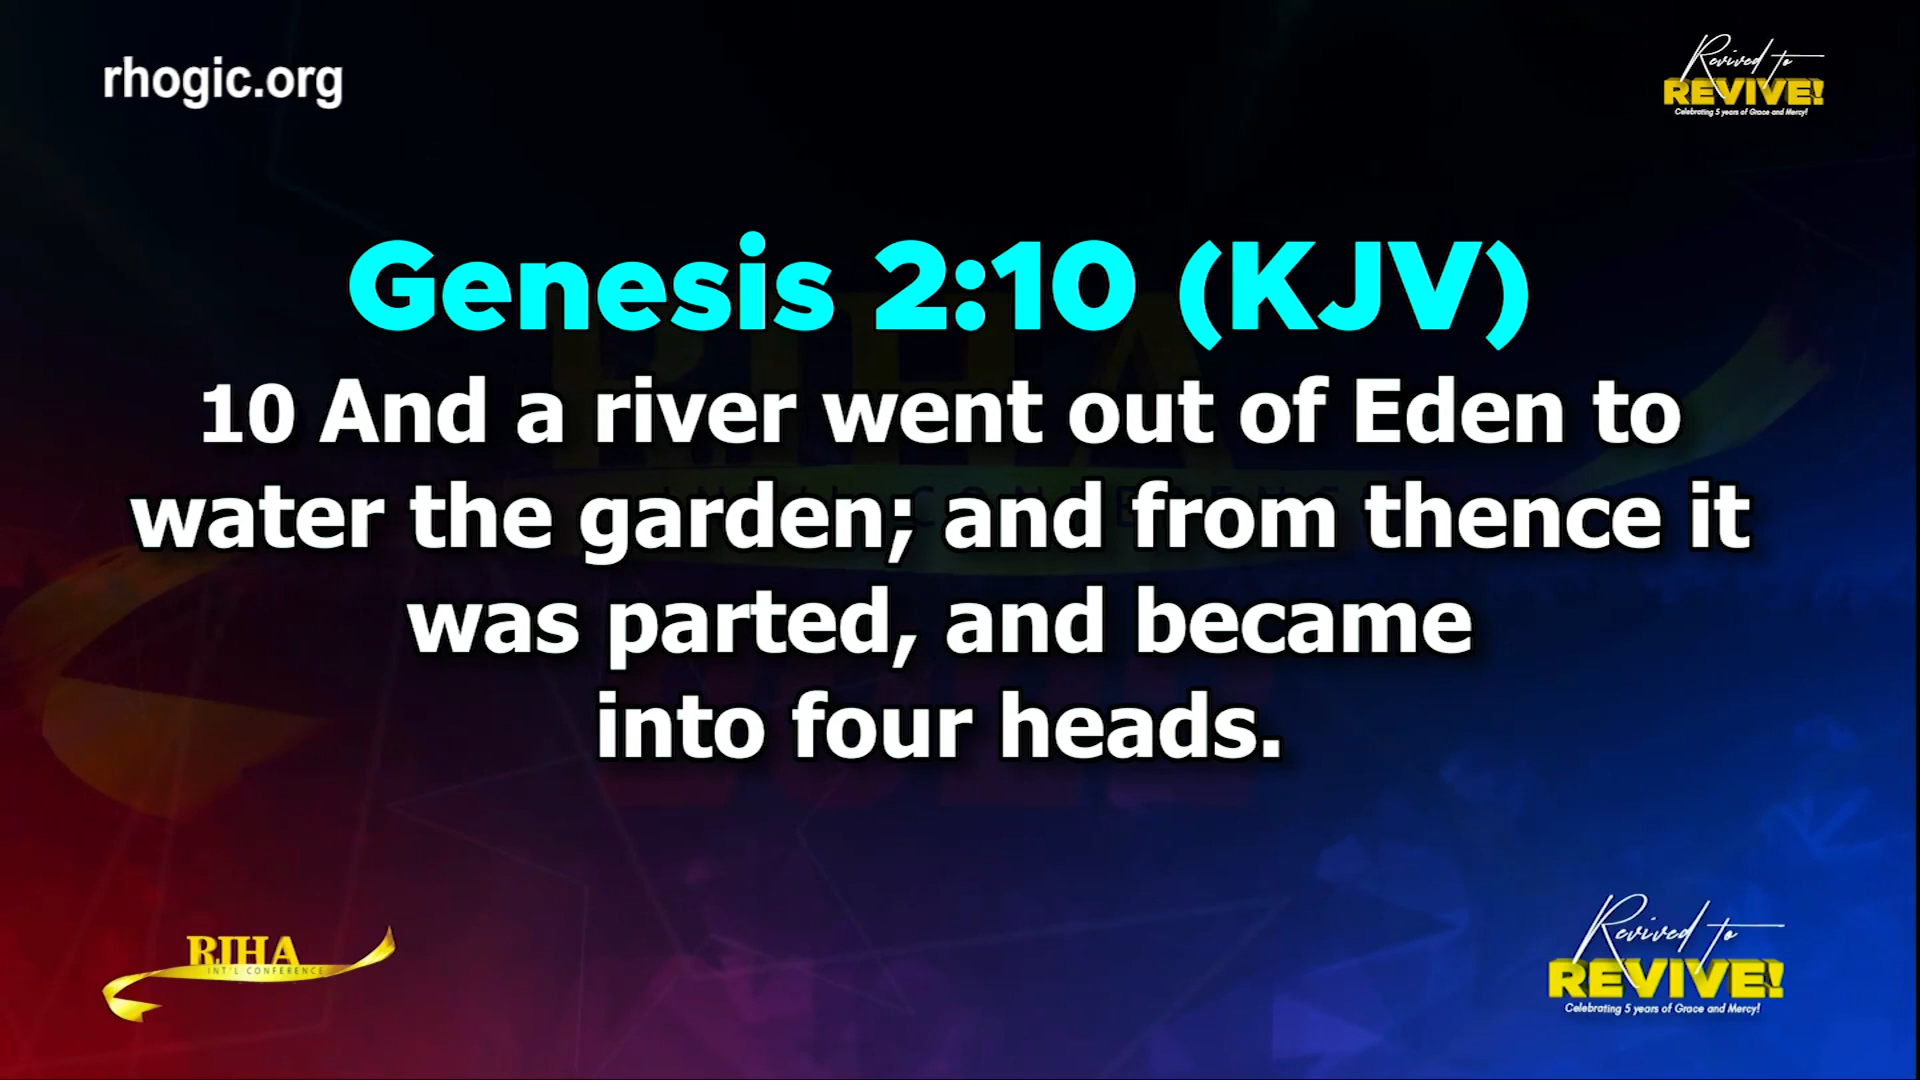 rhogic.org
Revived to
REVIVE!
Celebrating 5 years of Grace and Mercy!
Genesis 2:10 (KJV)
10 And a river went out of Eden to
water the garden; and from thence it
was parted, and became
into four heads.
RIHA
INT'L CONFERENCE
Revived to
REVIVE!
Celebrating 5 years of Grace and Mercy!